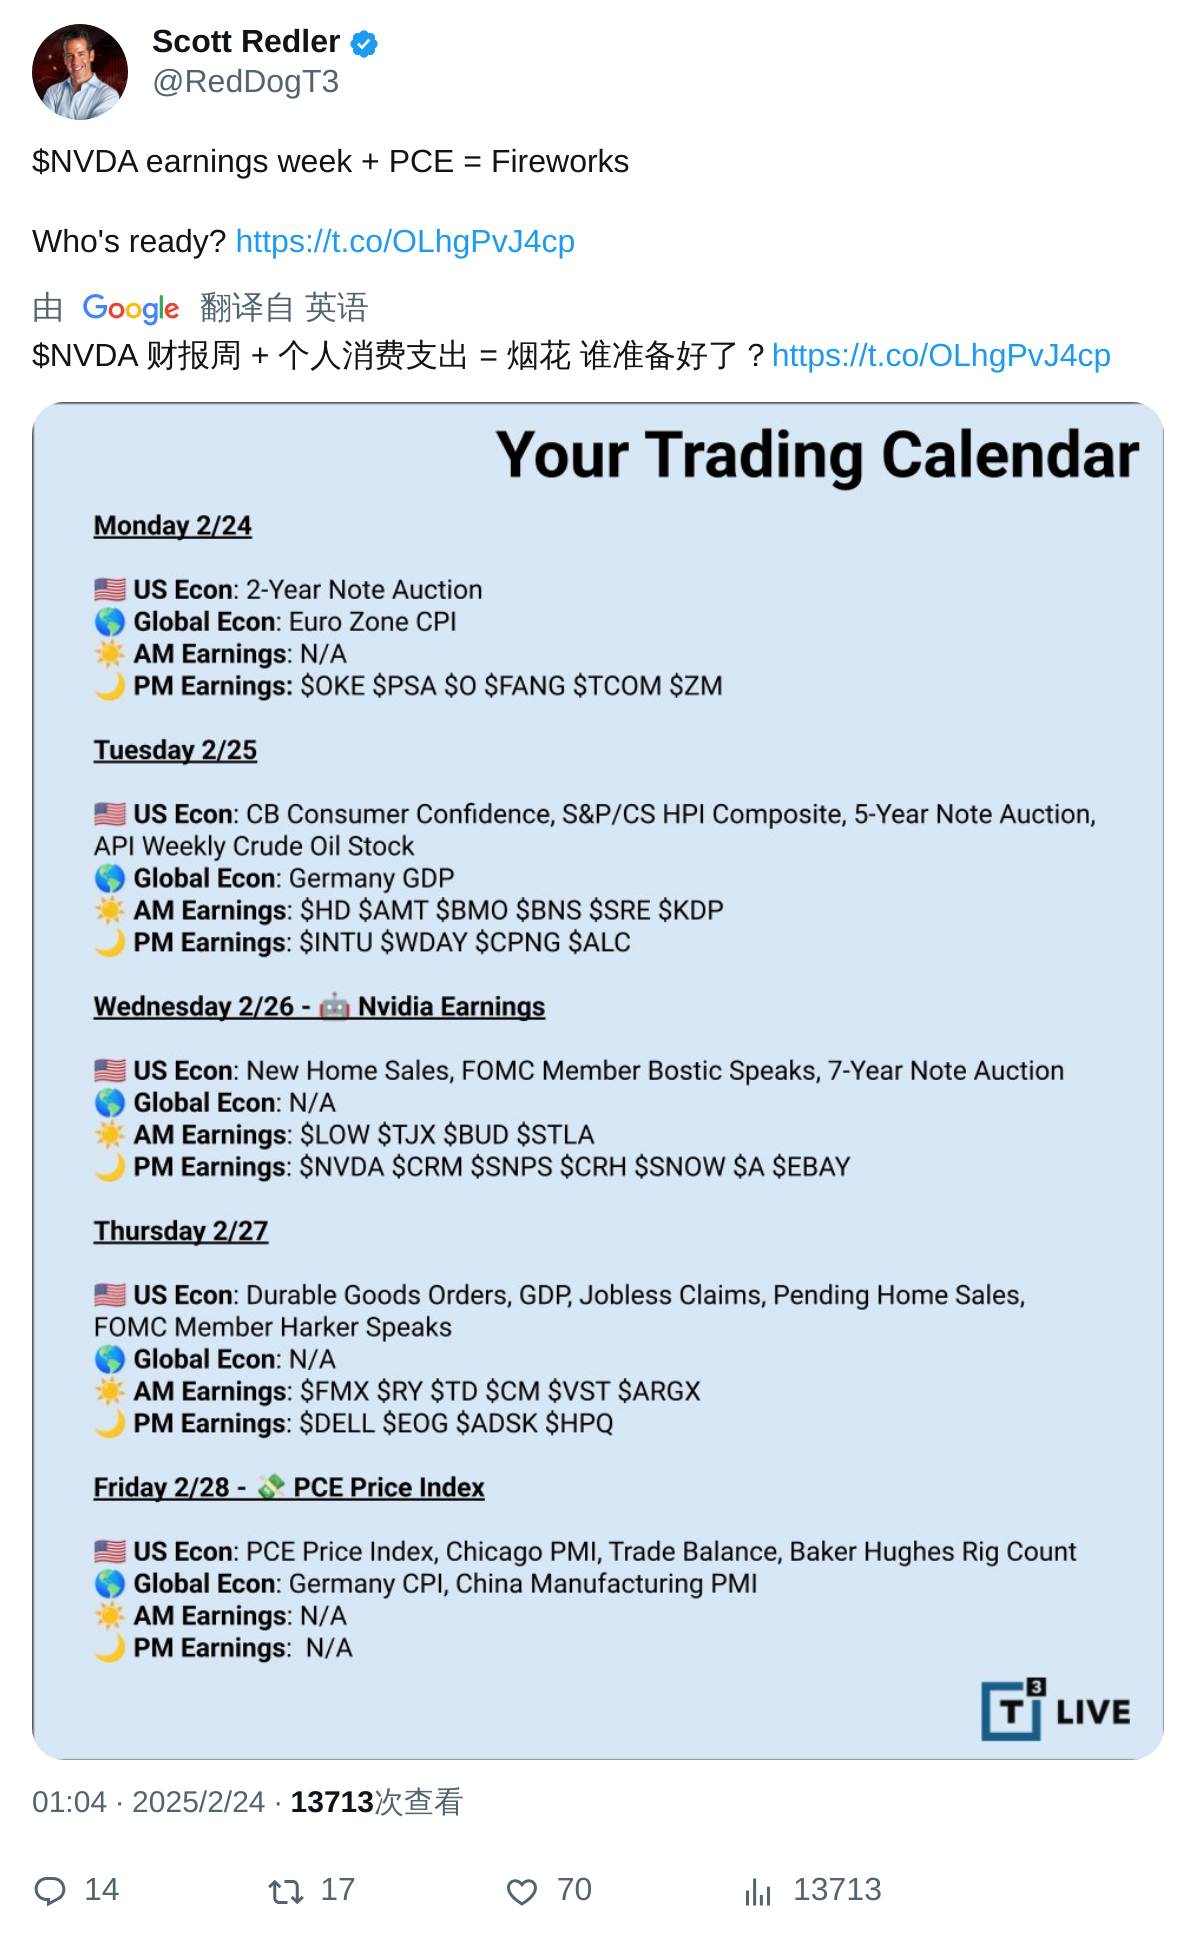 Scott Redler
@RedDogT3
$NVDA earnings week + PCE = Fireworks
Who's ready? https://t.co/OLhgPvJ4cp
由 Google 翻译自 英语
$NVDA 财报周 + 个人消费支出 = 烟花 谁准备好了？https://t.co/OLhgPvJ4cp
Your Trading Calendar
Monday 2/24
US Econ: 2-Year Note Auction
Global Econ: Euro Zone CPI
AM Earnings: N/A
PM Earnings: $OKE $PSA $O $FANG $TCOM $ZM
Tuesday 2/25
US Econ: CB Consumer Confidence, S&P/CS HPI Composite, 5-Year Note Auction,
API Weekly Crude Oil Stock
Global Econ: Germany GDP
AM Earnings: $HD $AMT $BMO $BNS $SRE $KDP
PM Earnings: $INTU $WDAY $CPNG $ALC
Wednesday 2/26 - 🤖 Nvidia Earnings
US Econ: New Home Sales, FOMC Member Bostic Speaks, 7-Year Note Auction
Global Econ: N/A
AM Earnings: $LOW $TJX $BUD $STLA
PM Earnings: $NVDA $CRM $SNPS $CRH $SNOW $A $EBAY
Thursday 2/27
US Econ: Durable Goods Orders, GDP, Jobless Claims, Pending Home Sales,
FOMC Member Harker Speaks
Global Econ: N/A
AM Earnings: $FMX $RY $TD $CM $VST $ARGX
PM Earnings: $DELL $EOG $ADSK $HPQ
Friday 2/28 - 💸 PCE Price Index
US Econ: PCE Price Index, Chicago PMI, Trade Balance, Baker Hughes Rig Count
Global Econ: Germany CPI, China Manufacturing PMI
AM Earnings: N/A
PM Earnings: N/A
T3 LIVE
01:04 · 2025/2/24 · 13713次查看
14 17 70 13713